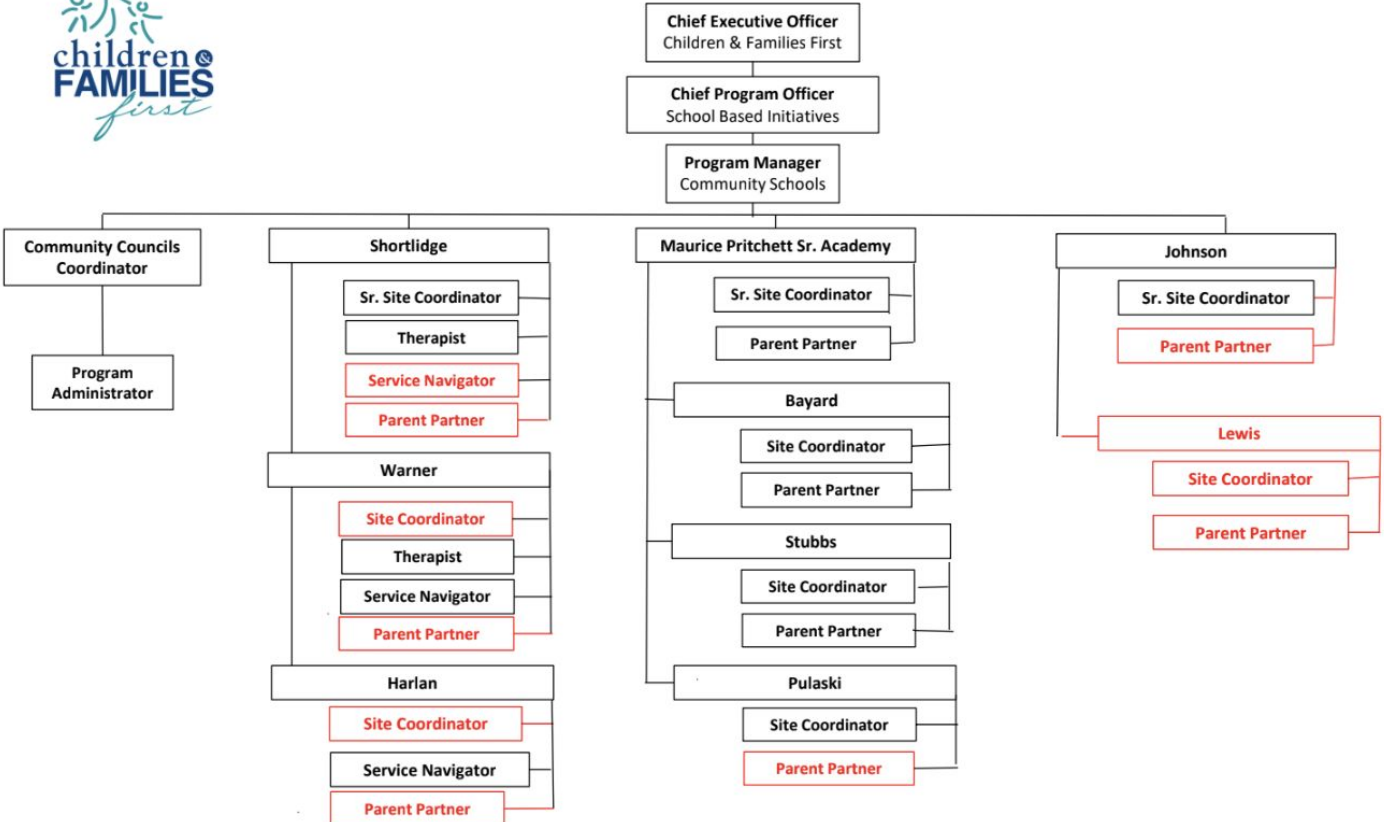 children &
FAMILIES
first
Chief Executive Officer
Children & Families First
Chief Program Officer
School Based Initiatives
Program Manager
Community Schools
Community Councils
Coordinator
Program
Administrator
Shortlidge
Sr. Site Coordinator
Therapist
Service Navigator
Parent Partner
Warner
Site Coordinator
Therapist
Service Navigator
Parent Partner
Harlan
Site Coordinator
Service Navigator
Parent Partner
Maurice Pritchett Sr. Academy
Sr. Site Coordinator
Parent Partner
Bayard
Site Coordinator
Parent Partner
Stubbs
Site Coordinator
Parent Partner
Pulaski
Site Coordinator
Parent Partner
Johnson
Sr. Site Coordinator
Parent Partner
Lewis
Site Coordinator
Parent Partner